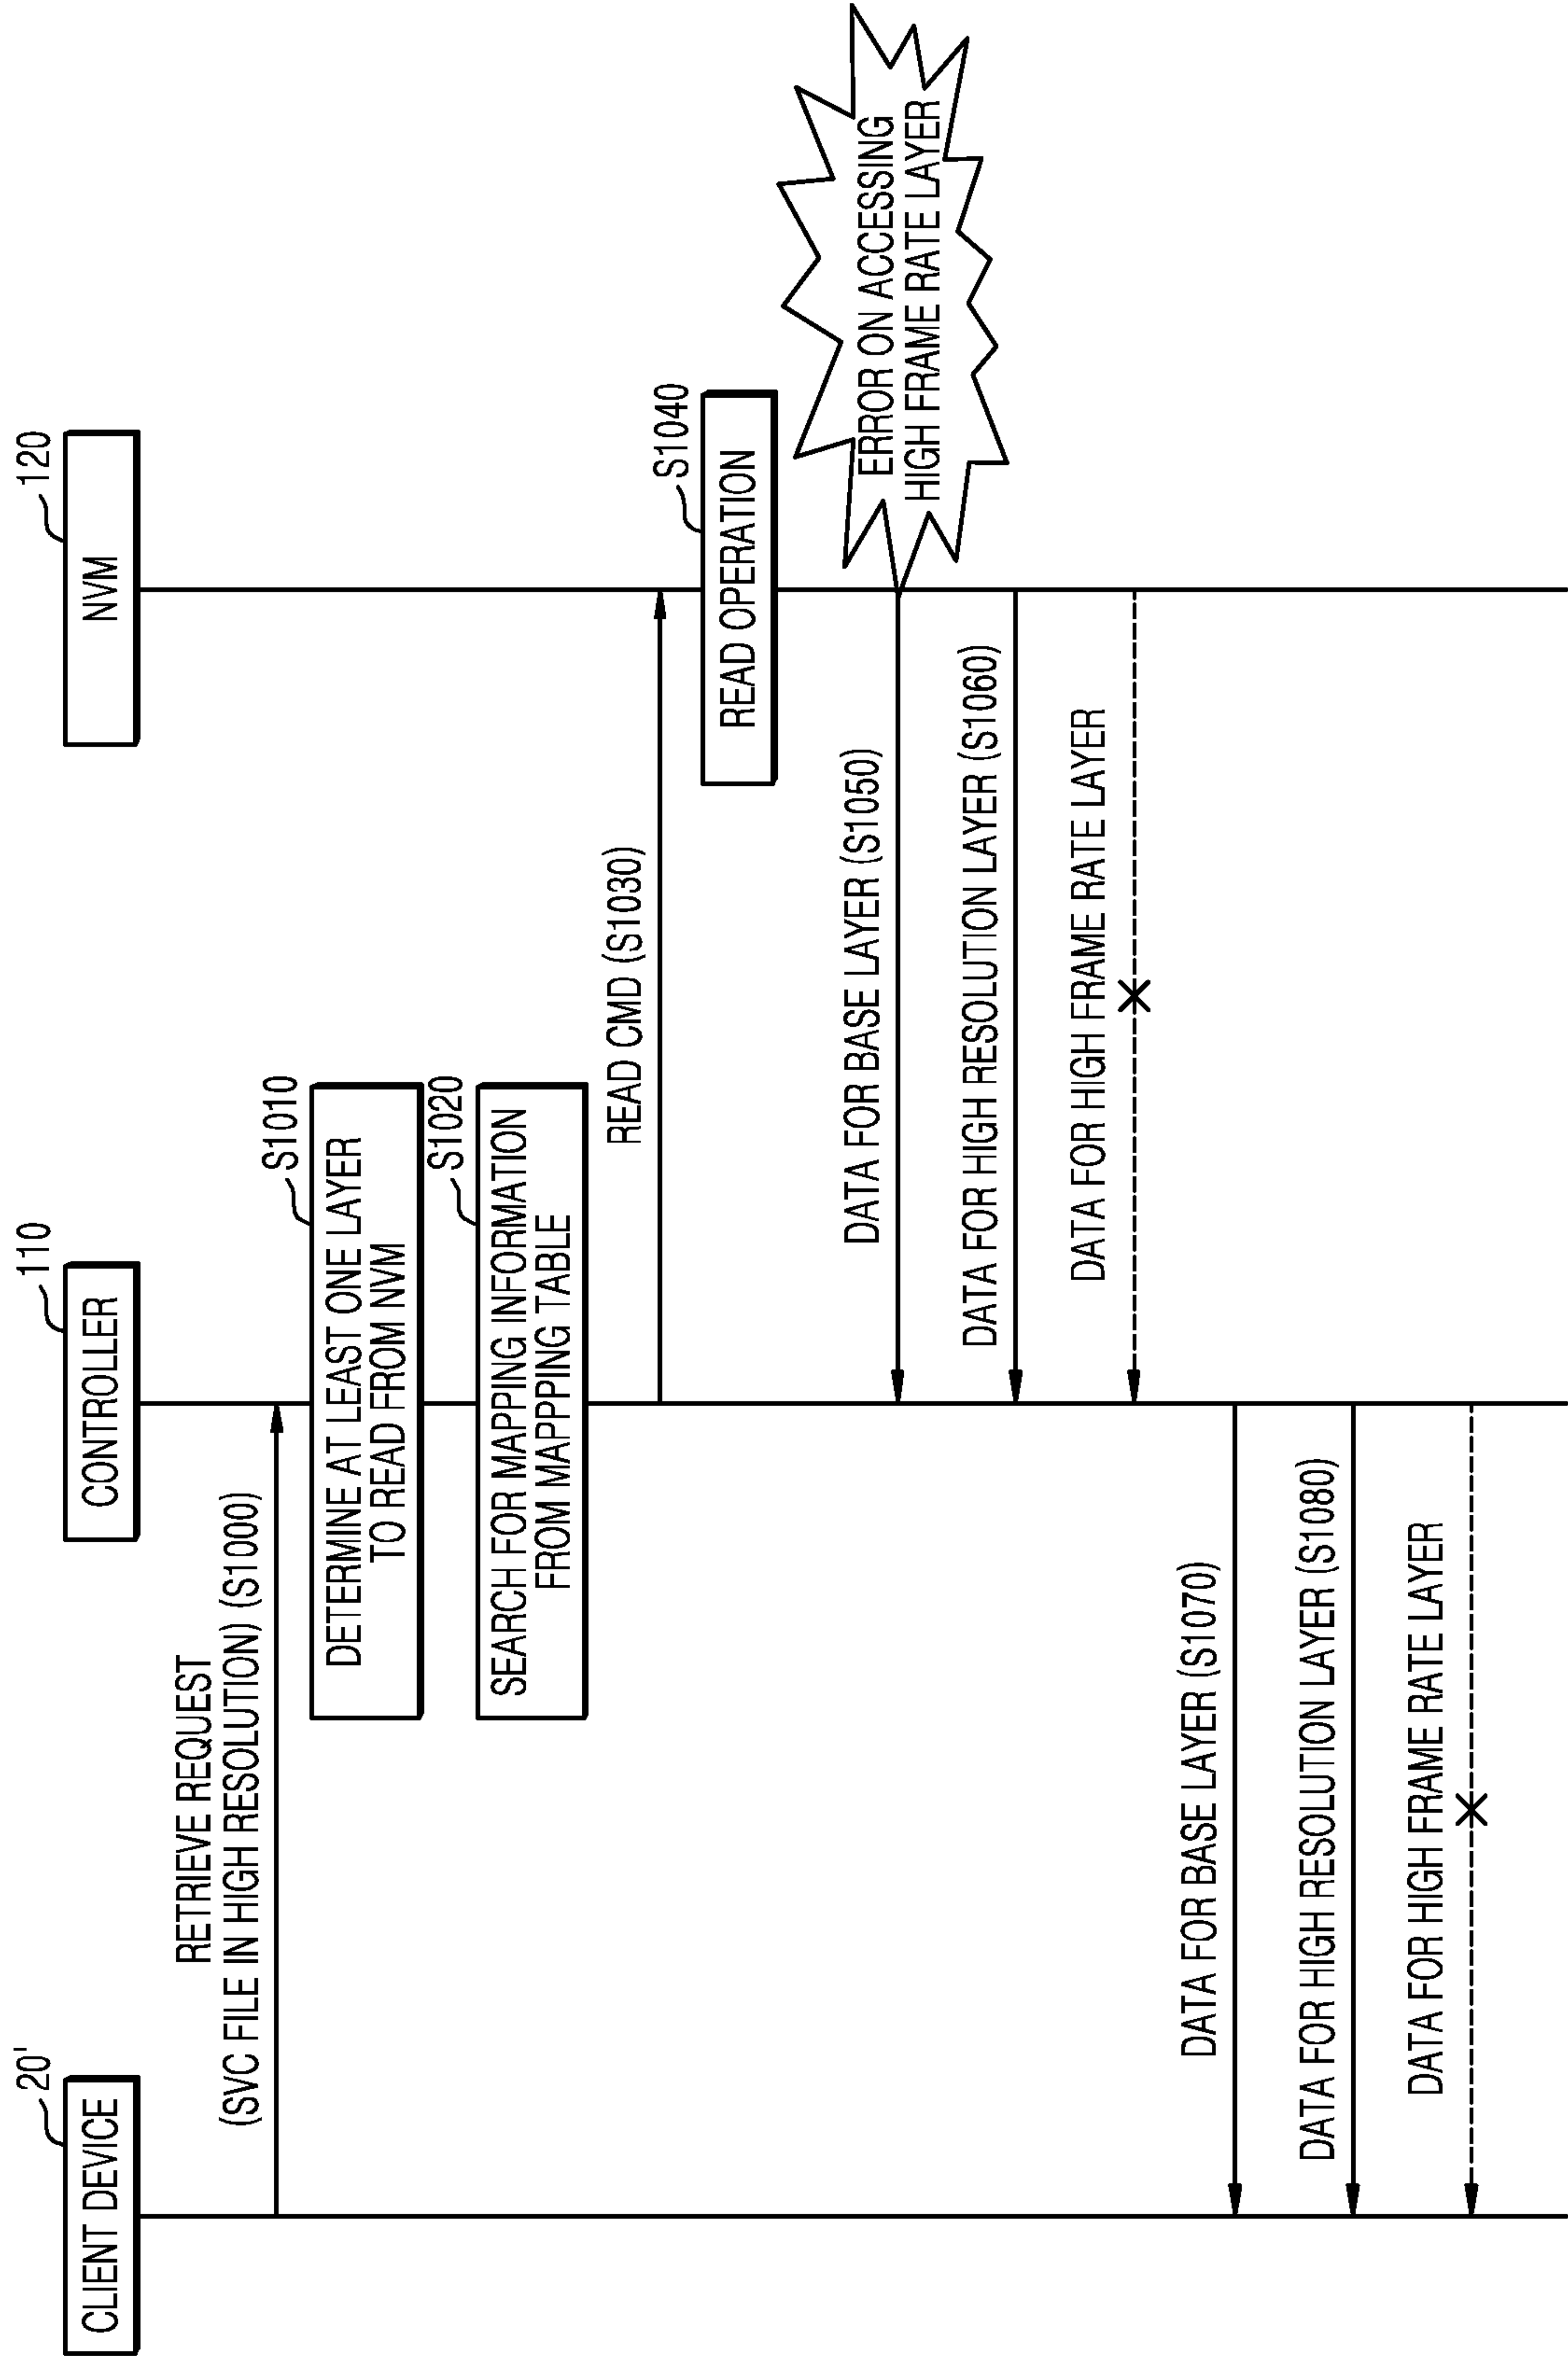 CLIENT DEVICE
20'
CONTROLLER
110
NVM
120
RETRIEVE REQUEST
(SVC FILE IN HIGH RESOLUTION) (S1000)
S1010
DETERMINE AT LEAST ONE LAYER
TO READ FROM NVM
S1020
SEARCH FOR MAPPING INFORMATION
FROM MAPPPING TABLE
READ CMD (S1030)
S1040
READ OPERATION
ERROR ON ACCESSING
HIGH FRAME RATE LAYER
DATA FOR BASE LAYER (S1050)
DATA FOR HIGH RESOLUTION LAYER (S1060)
DATA FOR HIGH FRAME RATE LAYER
DATA FOR BASE LAYER (S1070)
DATA FOR HIGH RESOLUTION LAYER (S1080)
DATA FOR HIGH FRAME RATE LAYER